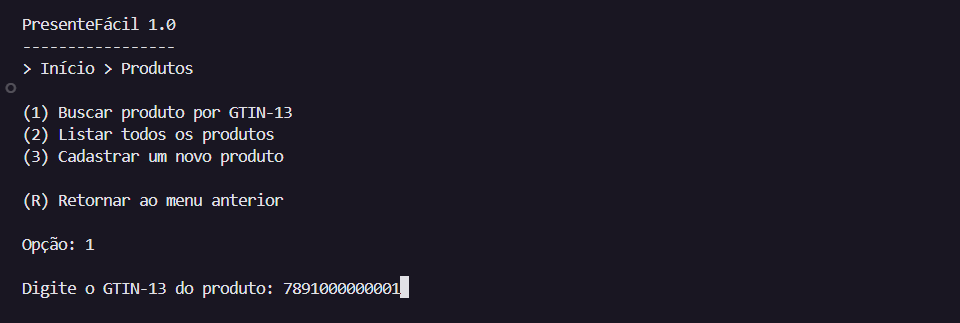 PresenteFácil 1.0
-----------------
> Início > Produtos
(1) Buscar produto por GTIN-13
(2) Listar todos os produtos
(3) Cadastrar um novo produto
(R) Retornar ao menu anterior
Opção: 1
Digite o GTIN-13 do produto: 7891000000001